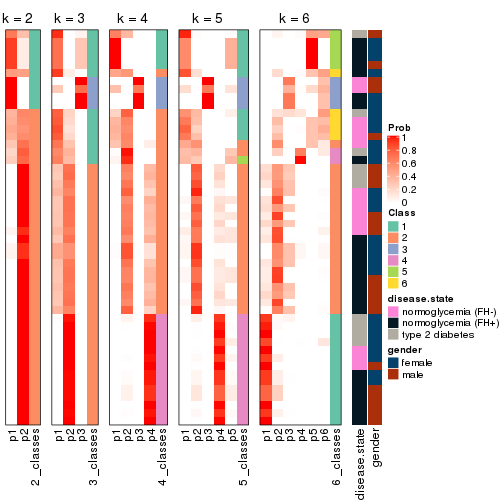 k = 2 k = 3 k = 4 k = 5 k = 6
Prob
1
0.8
0.6
0.4
0.2
0
Class
1
2
3
4
5
6
disease.state
normoglycemia (FH-)
normoglycemia (FH+)
type 2 diabetes
gender
female
male
p1
p2
2_classes
p1
p2
p3
3_classes
p1
p2
p3
p4
4_classes
p1
p2
p3
p4
p5
5_classes
p1
p2
p3
p4
p5
p6
6_classes
disease.state
gender